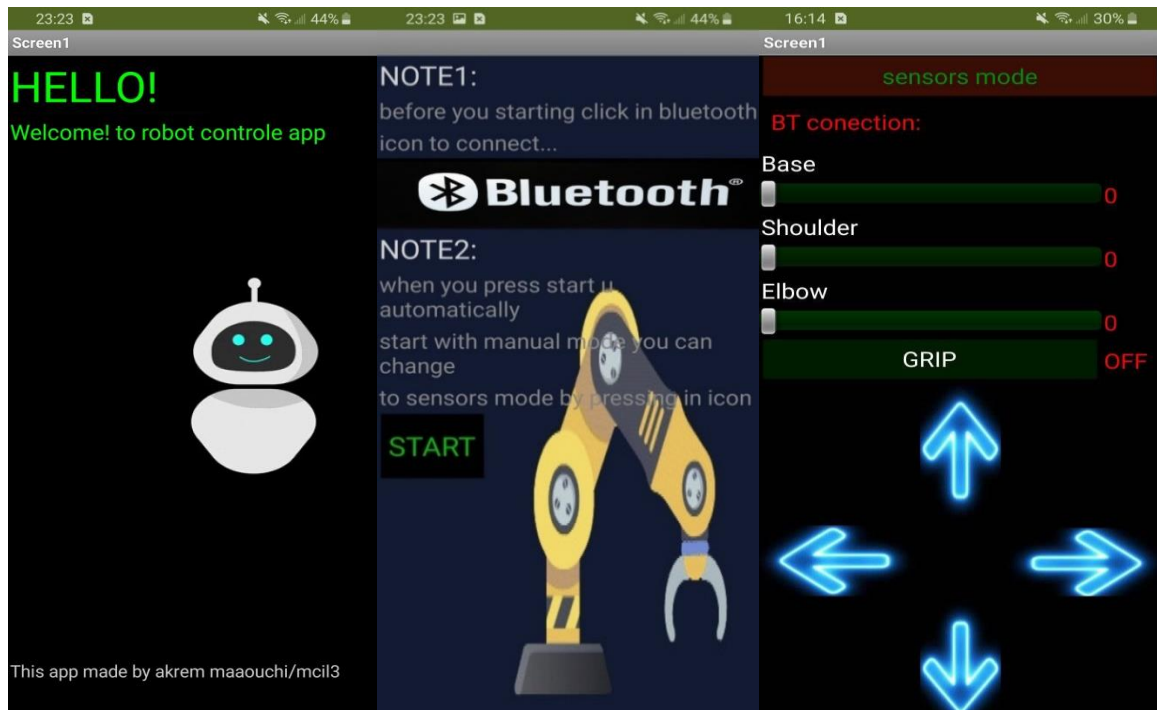 23:23 44%
Screen1
HELLO!
Welcome! to robot controle app
This app made by akrem maaouchi/mcil3
23:23 44%
NOTE1:
before you starting click in bluetooth
icon to connect...
Bluetooth®
NOTE2:
when you press start u
automatically
start with manual mode you can
change
to sensors mode by pressing in icon
START
16:14 30%
Screen1
sensors mode
BT conection:
Base
0
Shoulder
0
Elbow
0
GRIP OFF